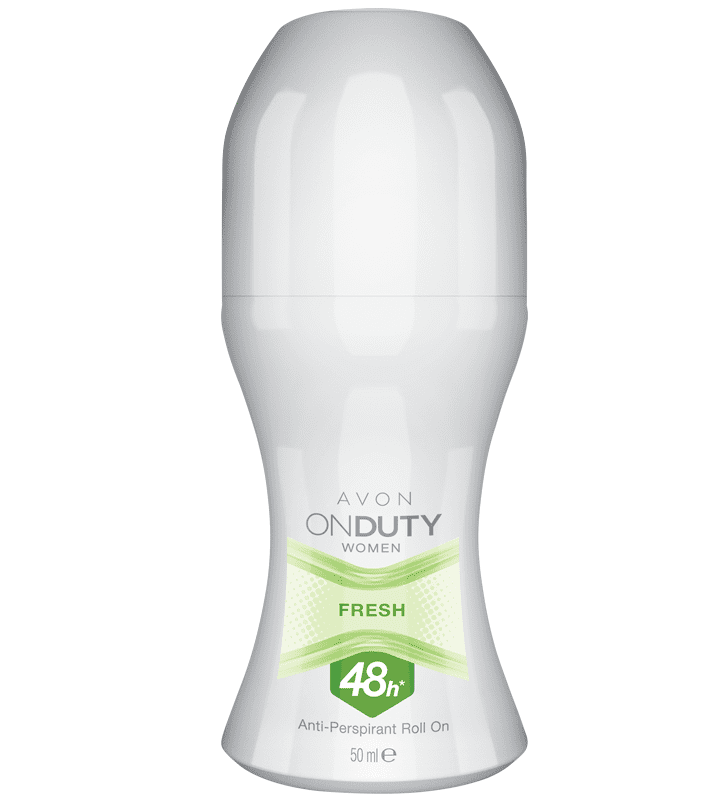 AVON
ONDUTY
WOMEN
FRESH
48h*
Anti-Perspirant Roll On
50 ml ℮